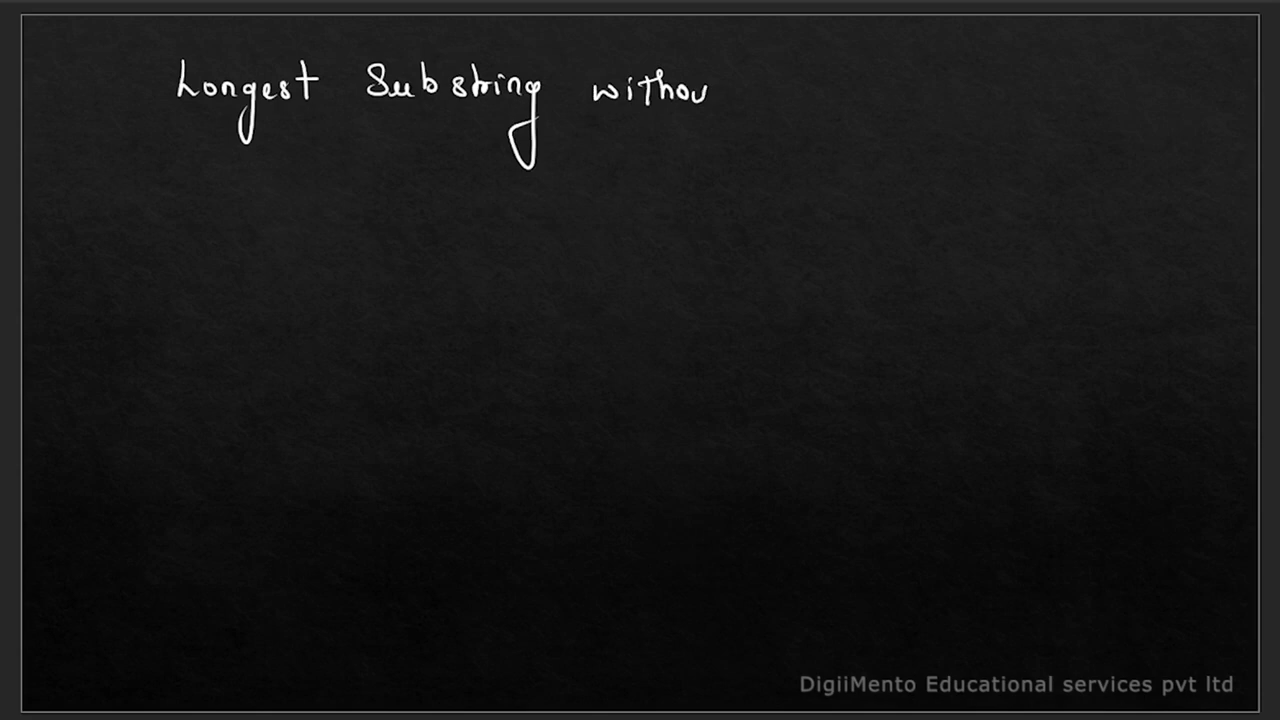 Longest Substring withou
DigiiMento Educational services pvt ltd